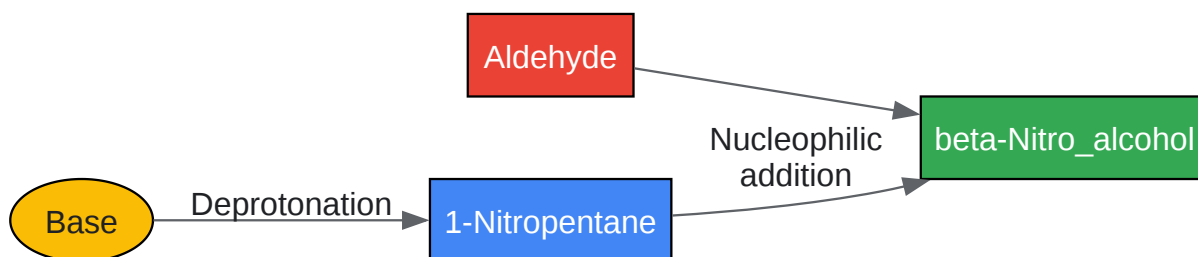 Aldehyde
Nucleophilic
addition
beta-Nitro_alcohol
Base
Deprotonation
1-Nitropentane